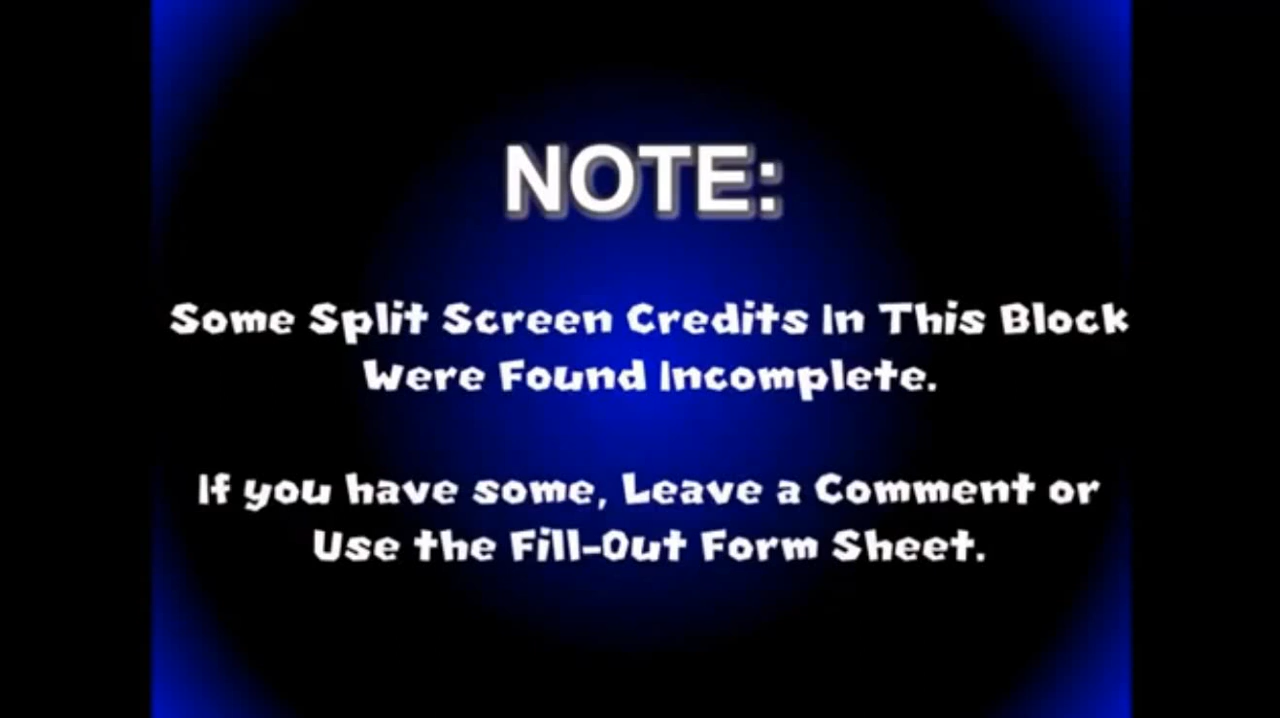 NOTE:
Some Split Screen Credits In This Block
Were Found Incomplete.
If you have some, Leave a Comment or
Use the Fill-Out Form Sheet.